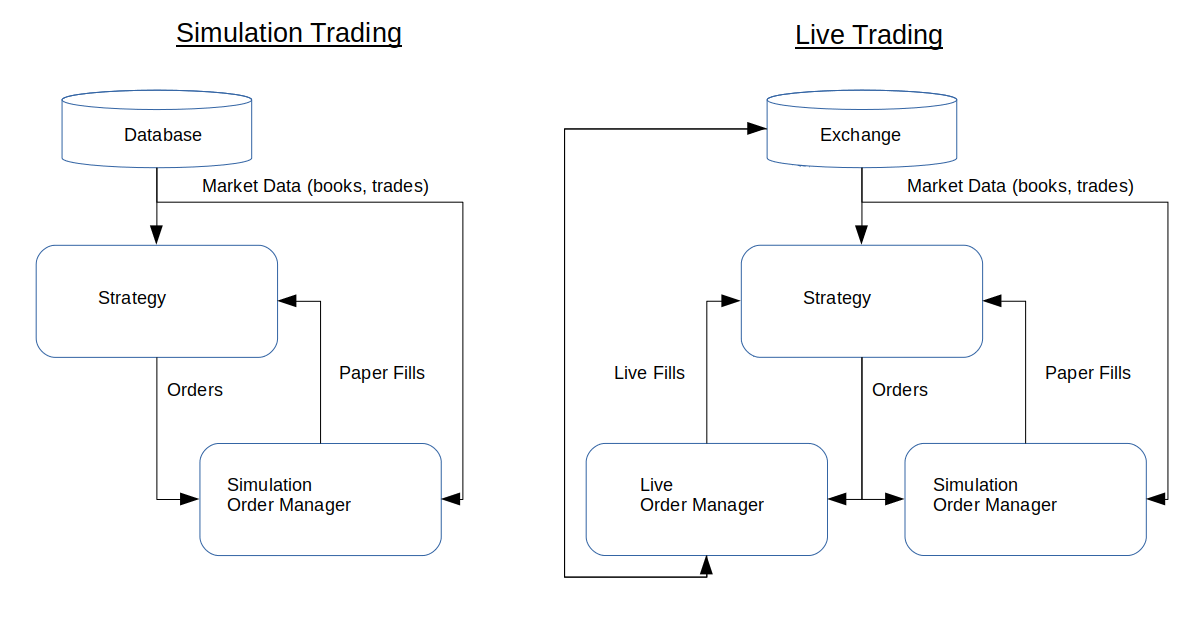 Simulation Trading
Database
Market Data (books, trades)
Strategy
Orders
Paper Fills
Simulation
Order Manager
Live Trading
Exchange
Market Data (books, trades)
Strategy
Live Fills
Orders
Paper Fills
Live
Order Manager
Simulation
Order Manager